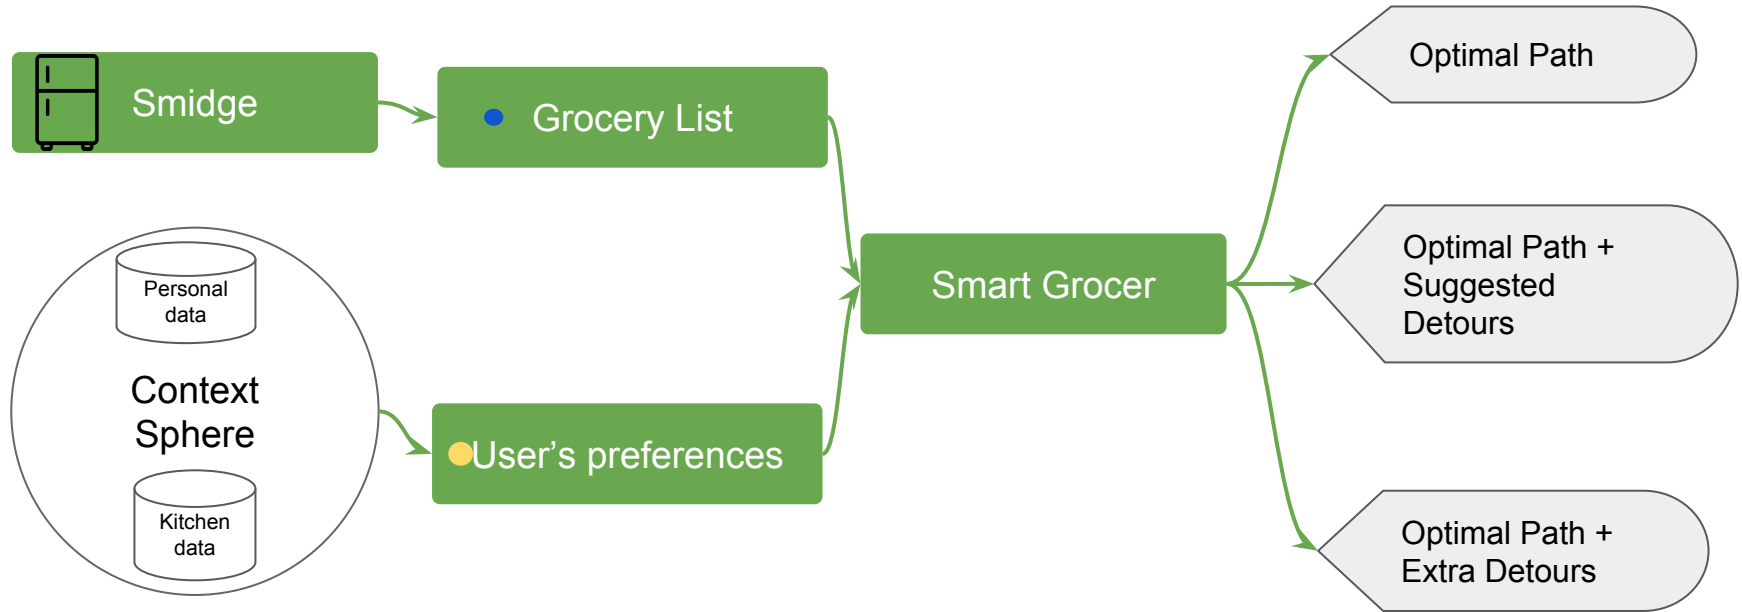 Smidge
Grocery List
Optimal Path
Personal
data
Context
Sphere
Kitchen
data
User's preferences
Smart Grocer
Optimal Path +
Suggested
Detours
Optimal Path +
Extra Detours